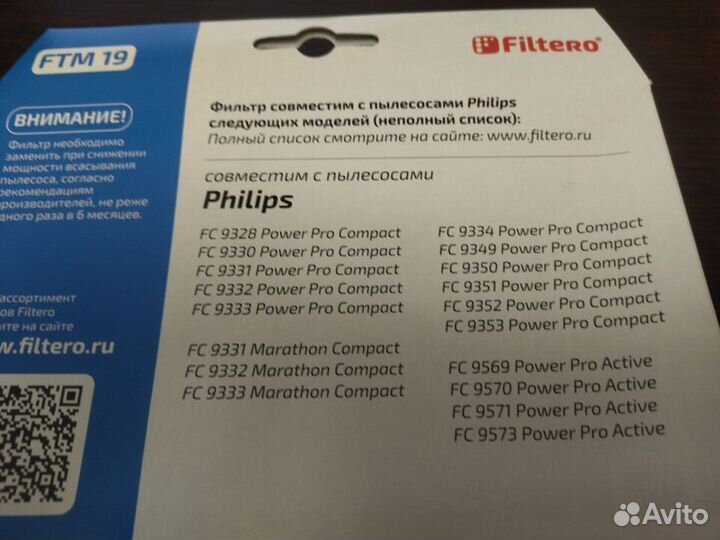 FTM 19
ВНИМАНИЕ!
Фильтр необходимо
заменить при снижении
мощности всасывания
пылесоса, согласно
рекомендациям
производителей, не реже
одного раза в 6 месяцев.
ассортимент
ов Filtero
ите на сайте
w.filtero.ru
Filtero®
Фильтр совместим с пылесосами Philips
следующих моделей (неполный список):
Полный список смотрите на сайте: www.filtero.ru
совместим с пылесосами
Philips
FC 9328 Power Pro Compact
FC 9330 Power Pro Compact
FC 9331 Power Pro Compact
FC 9332 Power Pro Compact
FC 9333 Power Pro Compact
FC 9331 Marathon Compact
FC 9332 Marathon Compact
FC 9333 Marathon Compact
FC 9334 Power Pro Compact
FC 9349 Power Pro Compact
FC 9350 Power Pro Compact
FC 9351 Power Pro Compact
FC 9352 Power Pro Compact
FC 9353 Power Pro Compact
FC 9569 Power Pro Active
FC 9570 Power Pro Active
FC 9571 Power Pro Active
FC 9573 Power Pro Active
Avito